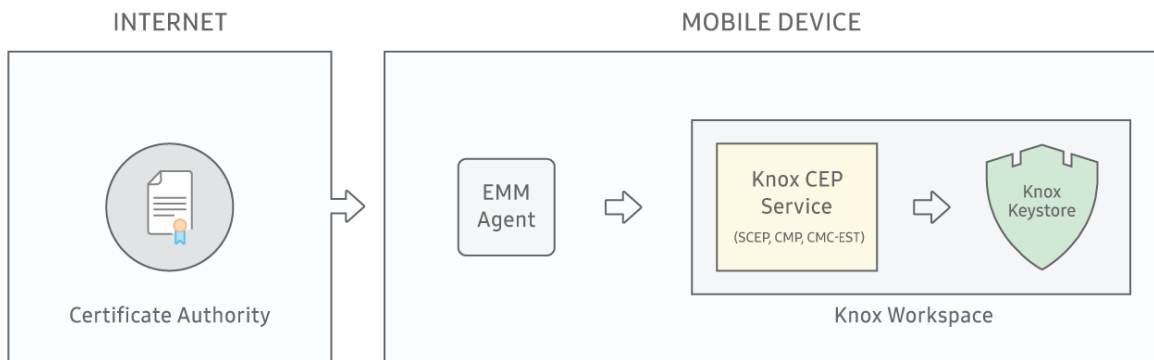 INTERNET
MOBILE DEVICE
EMM
Agent
Knox CEP
Service
(SCEP, CMP, CMC-EST)
Knox
Keystore
Certificate Authority
Knox Workspace